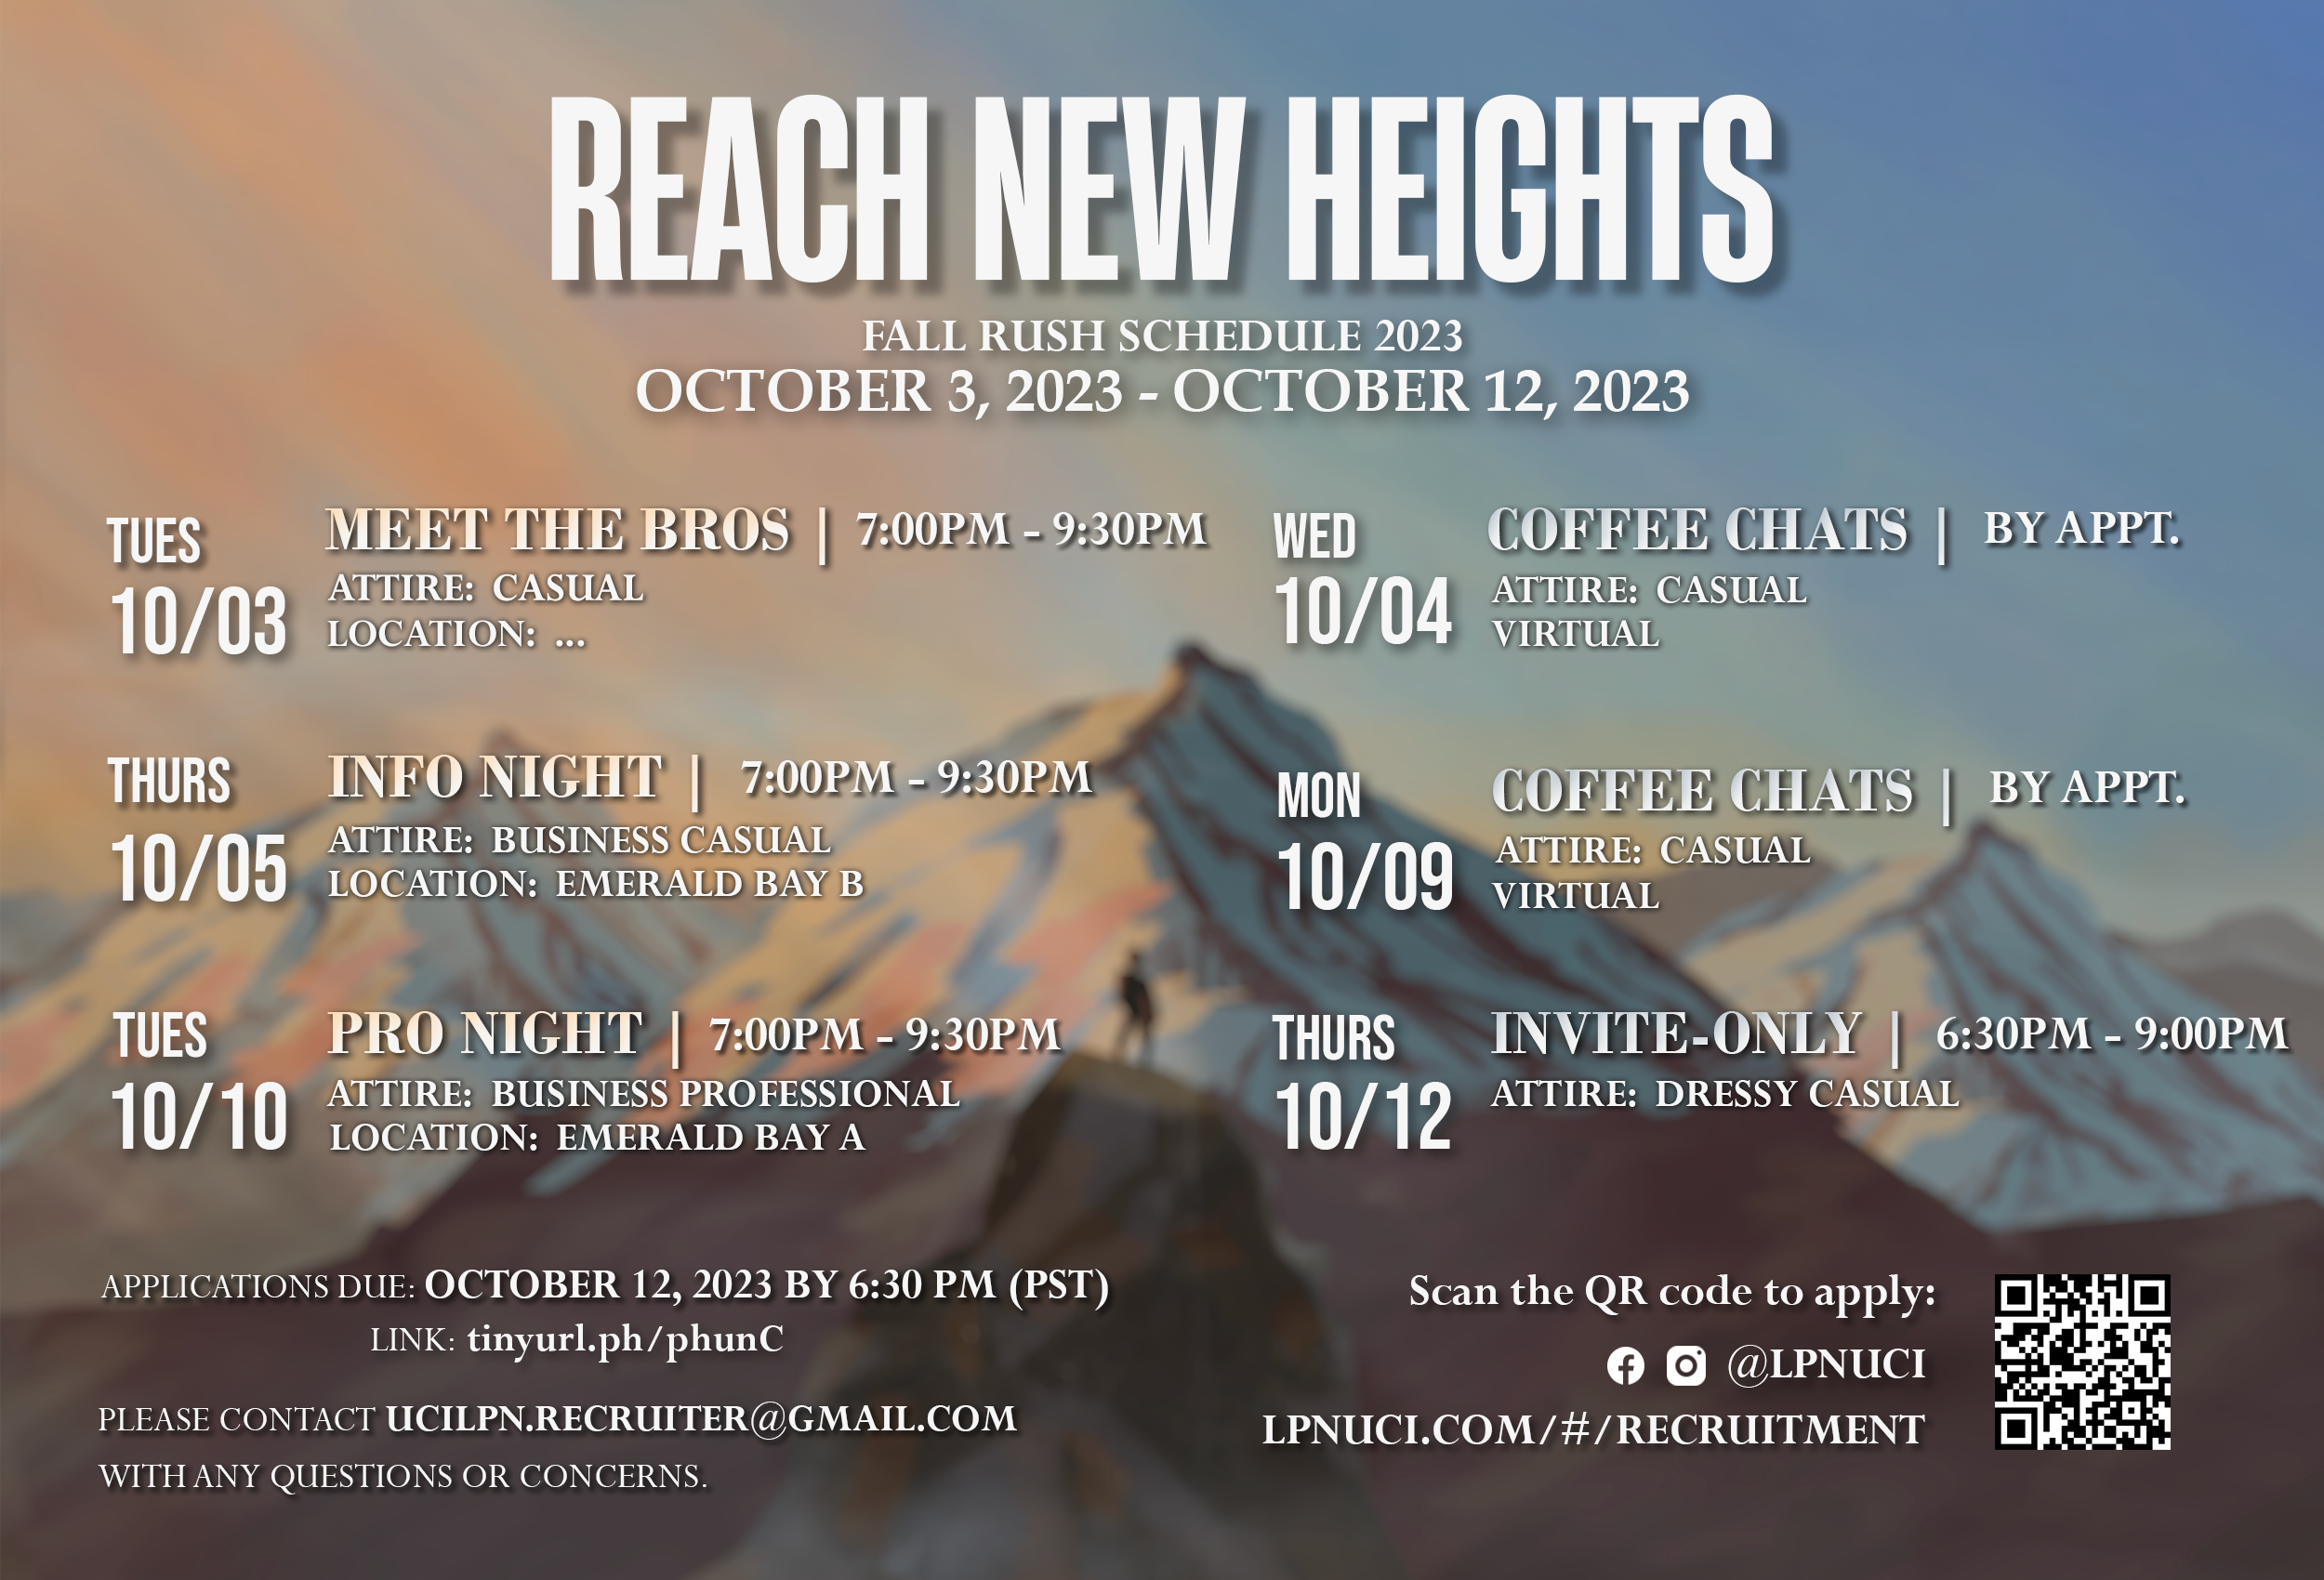 REACH NEW HEIGHTS
FALL RUSH SCHEDULE 2023
OCTOBER 3, 2023 - OCTOBER 12, 2023
TUES
10/03
MEET THE BROS | 7:00PM - 9:30PM
ATTIRE: CASUAL
LOCATION: ...
WED
10/04
COFFEE CHATS | BY APPT.
ATTIRE: CASUAL
VIRTUAL
THURS
10/05
INFO NIGHT | 7:00PM - 9:30PM
ATTIRE: BUSINESS CASUAL
LOCATION: EMERALD BAY B
MON
10/09
COFFEE CHATS | BY APPT.
ATTIRE: CASUAL
VIRTUAL
TUES
10/10
PRO NIGHT | 7:00PM - 9:30PM
ATTIRE: BUSINESS PROFESSIONAL
LOCATION: EMERALD BAY A
THURS
10/12
INVITE-ONLY | 6:30PM - 9:00PM
ATTIRE: DRESSY CASUAL
APPLICATIONS DUE: OCTOBER 12, 2023 BY 6:30 PM (PST)
LINK: tinyurl.ph/phunC
PLEASE CONTACT UCILPN.RECRUITER@GMAIL.COM
WITH ANY QUESTIONS OR CONCERNS.
Scan the QR code to apply:
@LPNUCI
LPNUCI.COM/#/RECRUITMENT